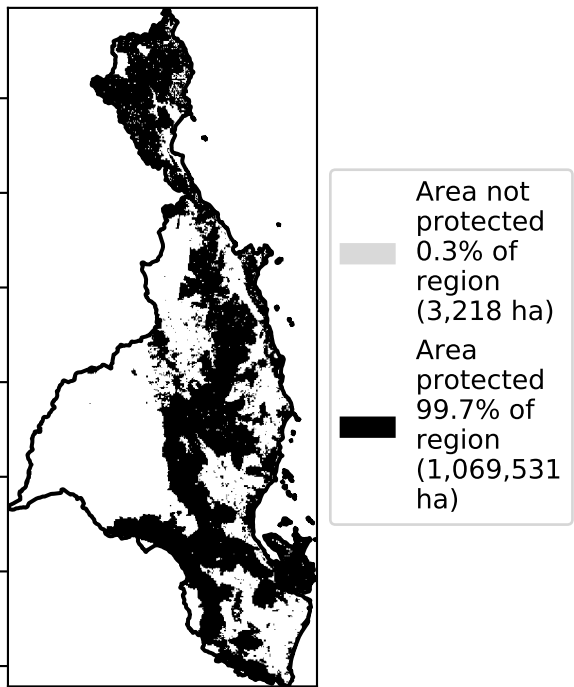 Area not
protected
0.3% of
region
(3,218 ha)
Area
protected
99.7% of
region
(1,069,531
ha)